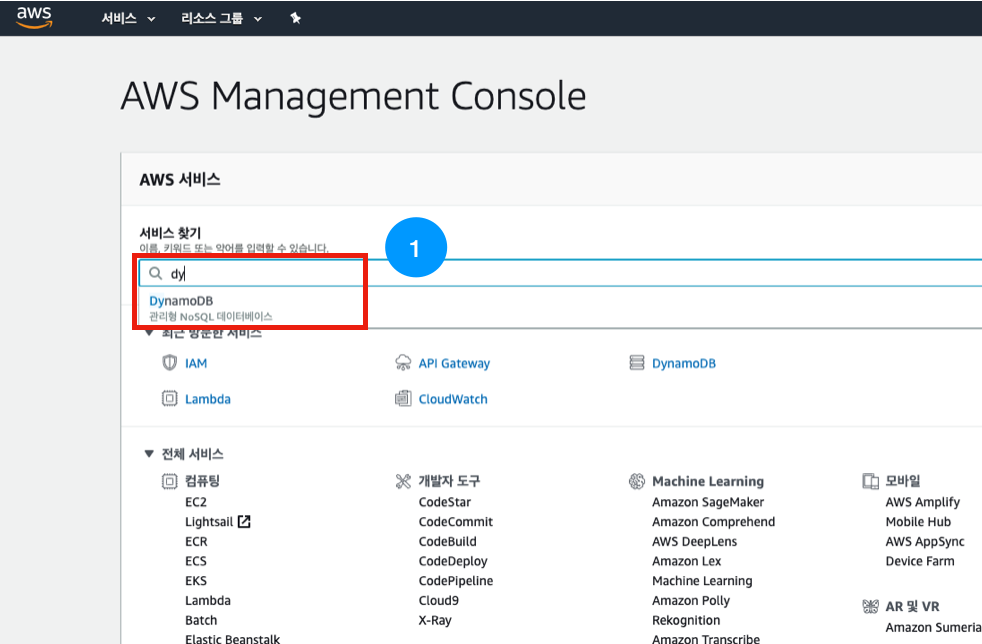 aws 서비스 리소스 그룹
AWS Management Console
AWS 서비스
서비스 찾기
이름, 키워드 또는 약어를 입력할 수 있습니다.
1
dy
DynamoDB
관리형 NoSQL 데이터베이스
▼ 최근 방문한 서비스
IAM API Gateway DynamoDB
Lambda CloudWatch
▼ 전체 서비스
컴퓨팅 개발자 도구 Machine Learning 모바일
EC2 CodeStar Amazon SageMaker AWS Amplify
Lightsail CodeCommit Amazon Comprehend Mobile Hub
ECR CodeBuild AWS DeepLens AWS AppSync
ECS CodeDeploy Amazon Lex Device Farm
EKS CodePipeline Machine Learning
Lambda Cloud9 Amazon Polly AR 및 VR
Batch X-Ray Rekognition Amazon Sumeria
Elastic Beanstalk Amazon Transcribe